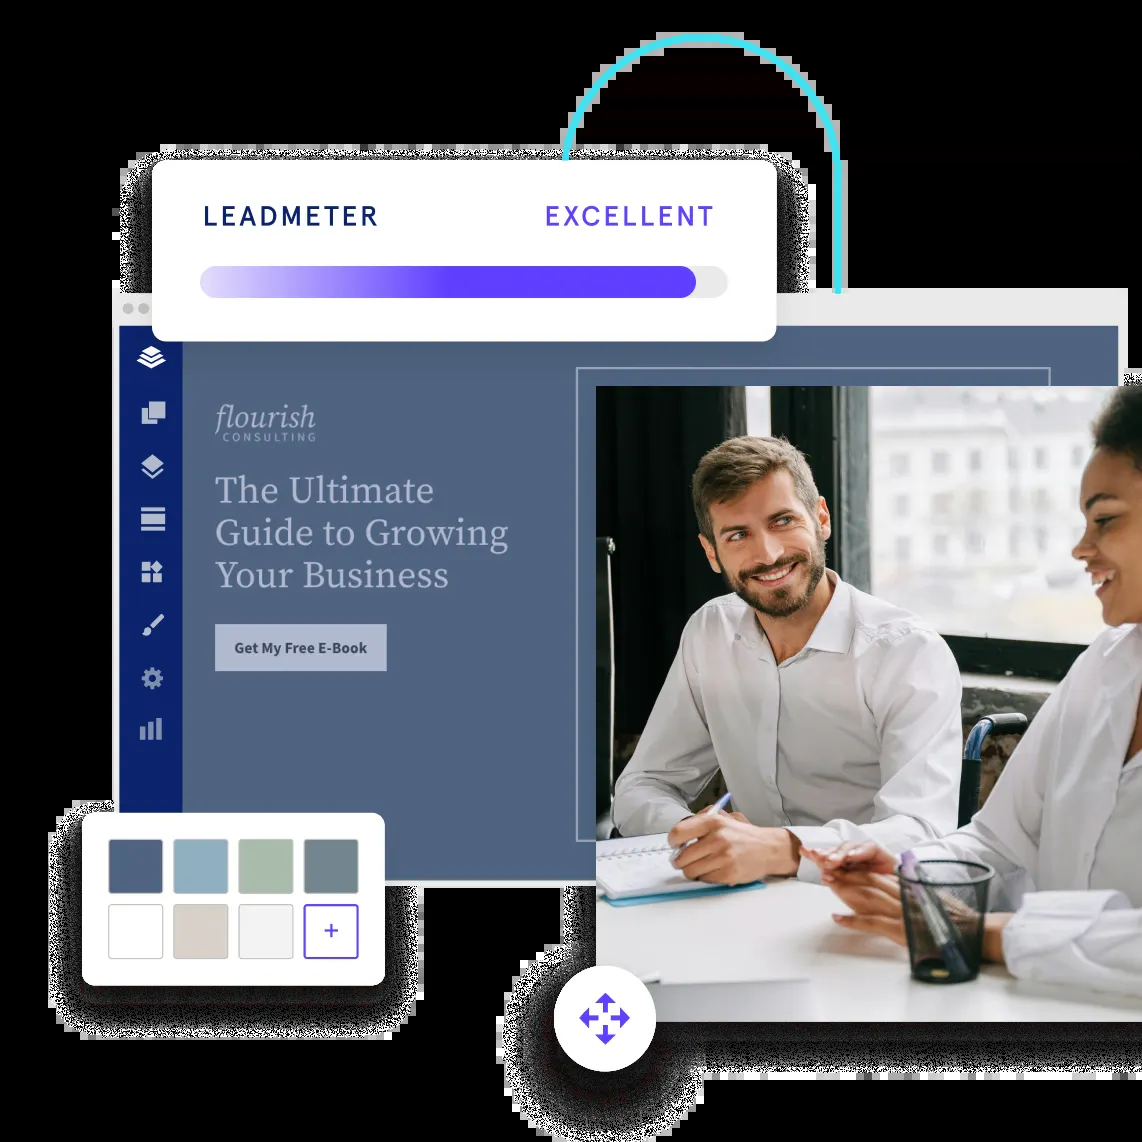 LEADMETER EXCELLENT
flourish
CONSULTING
The Ultimate
Guide to Growing
Your Business
Get My Free E-Book
+